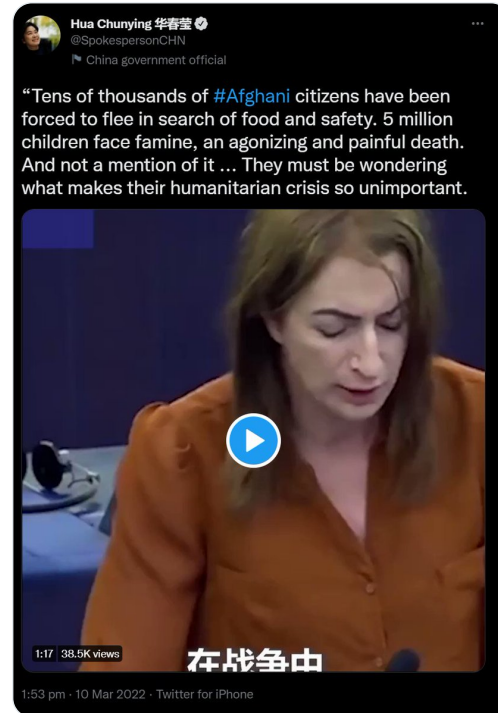 Hua Chunying 华春莹
@SpokespersonCHN
China government official
“Tens of thousands of #Afghani citizens have been
forced to flee in search of food and safety. 5 million
children face famine, an agonizing and painful death.
And not a mention of it ... They must be wondering
what makes their humanitarian crisis so unimportant.
1:17 38.5K views
在战争中
1:53 pm · 10 Mar 2022 · Twitter for iPhone